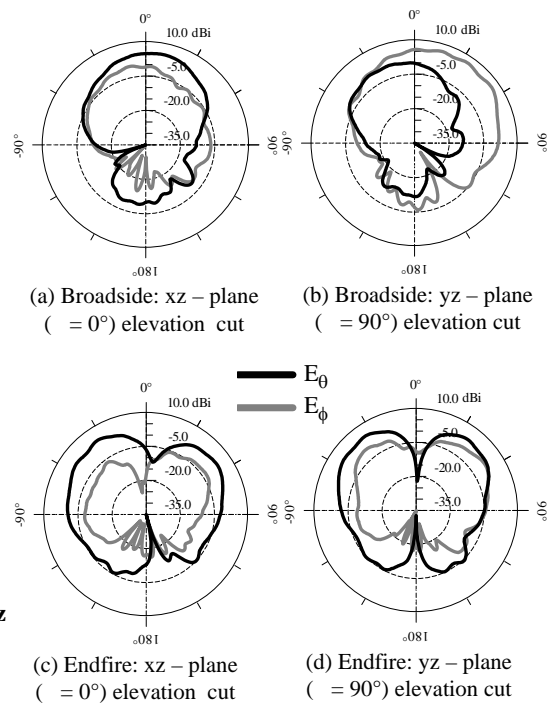 0° 0°
10.0 dBi 10.0 dBi
-5.0 -5.0
-20.0 -20.0
-35.0 -35.0
-90° 90° -90° 90°
180° 180°
(a) Broadside: xz – plane (b) Broadside: yz – plane
( = 0°) elevation cut ( = 90°) elevation cut
Eθ
Eϕ
0° 0°
10.0 dBi 10.0 dBi
-5.0 -5.0
-20.0 -20.0
-35.0 -35.0
-90° 90° -90° 90°
180° 180°
z
(c) Endfire: xz – plane (d) Endfire: yz – plane
( = 0°) elevation cut ( = 90°) elevation cut